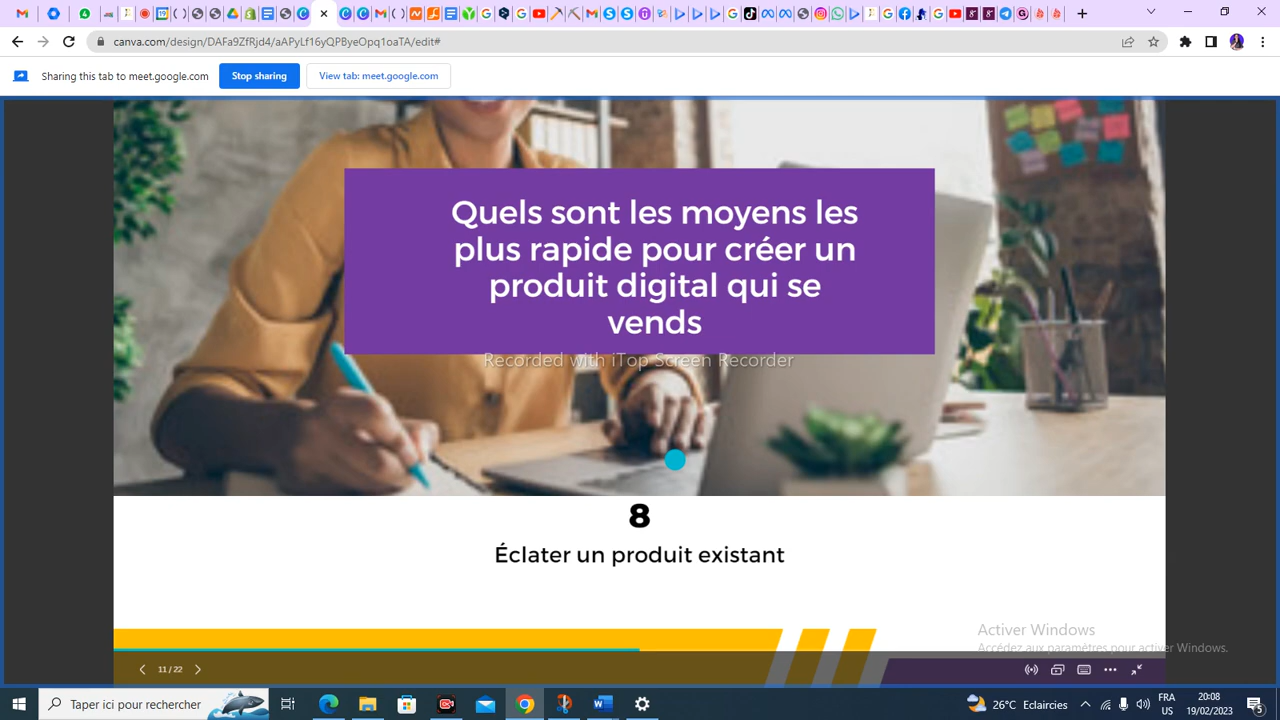 canva.com/design/DAFa9ZfRjd4/aAPyLf16yQPByeOpq1oaTA/edit#
Sharing this tab to meet.google.com
Stop sharing
View tab: meet.google.com
Quels sont les moyens les
plus rapide pour créer un
produit digital qui se
vends
Recorded with iTop Screen Recorder
8
Éclater un produit existant
Activer Windows
Accédez aux paramètres pour activer Windows.
11 / 22
Taper ici pour rechercher
26°C Eclaircies
FRA
US
20:08
19/02/2023
5